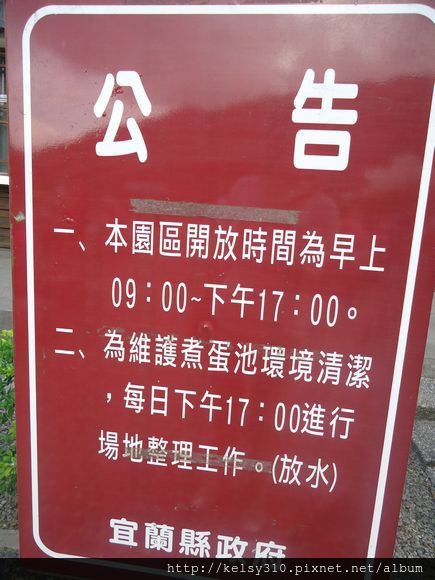 公告
一、本園區開放時間為早上
09：00~下午17：00。
二、為維護煮蛋池環境清潔
，每日下午17：00進行
場地整理工作。(放水)
宜蘭縣政府
http://kelsy310.pixnet.net/album